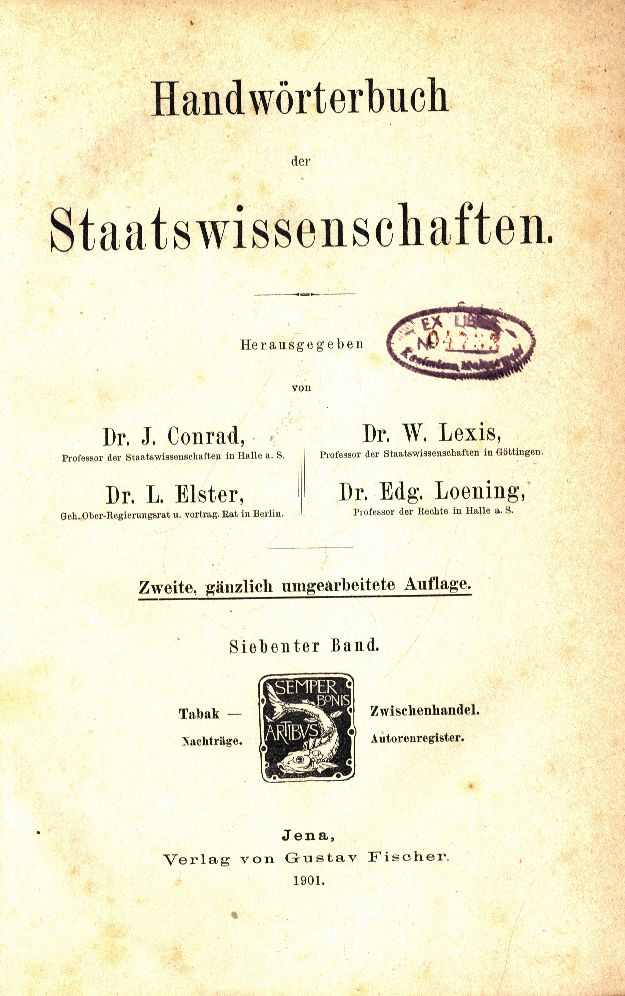 Handwörterbuch
der
Staatswissenschaften.
EX
Herausgegeben
von
Dr. J. Conrad,
Professor der Staatswissenschaften in Halle a. S.
Dr. W. Lexis,
Professor der Staatswissenschaften in Göttingen.
Dr. L. Elster,
Geh. Ober-Regierungsrat u. vortrag. Rat in Berlin.
Dr. Edg. Loening,
Professor der Rechte in Halle a. S.
Zweite, gänzlich umgearbeitete Auflage.
Siebenter Band.
Tabak — Zwischenhandel.
Nachträge. Autorenregister.
SEMPER
BONIS
ARTIBVS
Jena,
Verlag von Gustav Fischer.
1901.